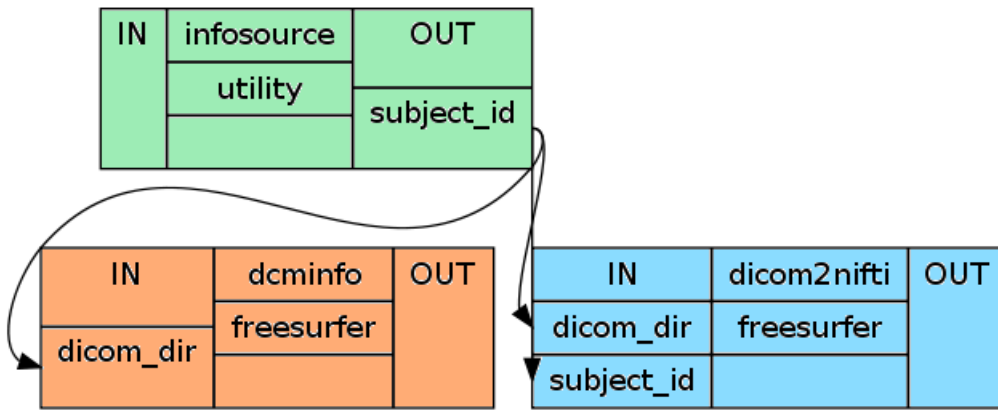 IN infosource OUT
utility
subject_id
IN dcminfo OUT
freesurfer
dicom_dir
IN dicom2nifti OUT
dicom_dir freesurfer
subject_id